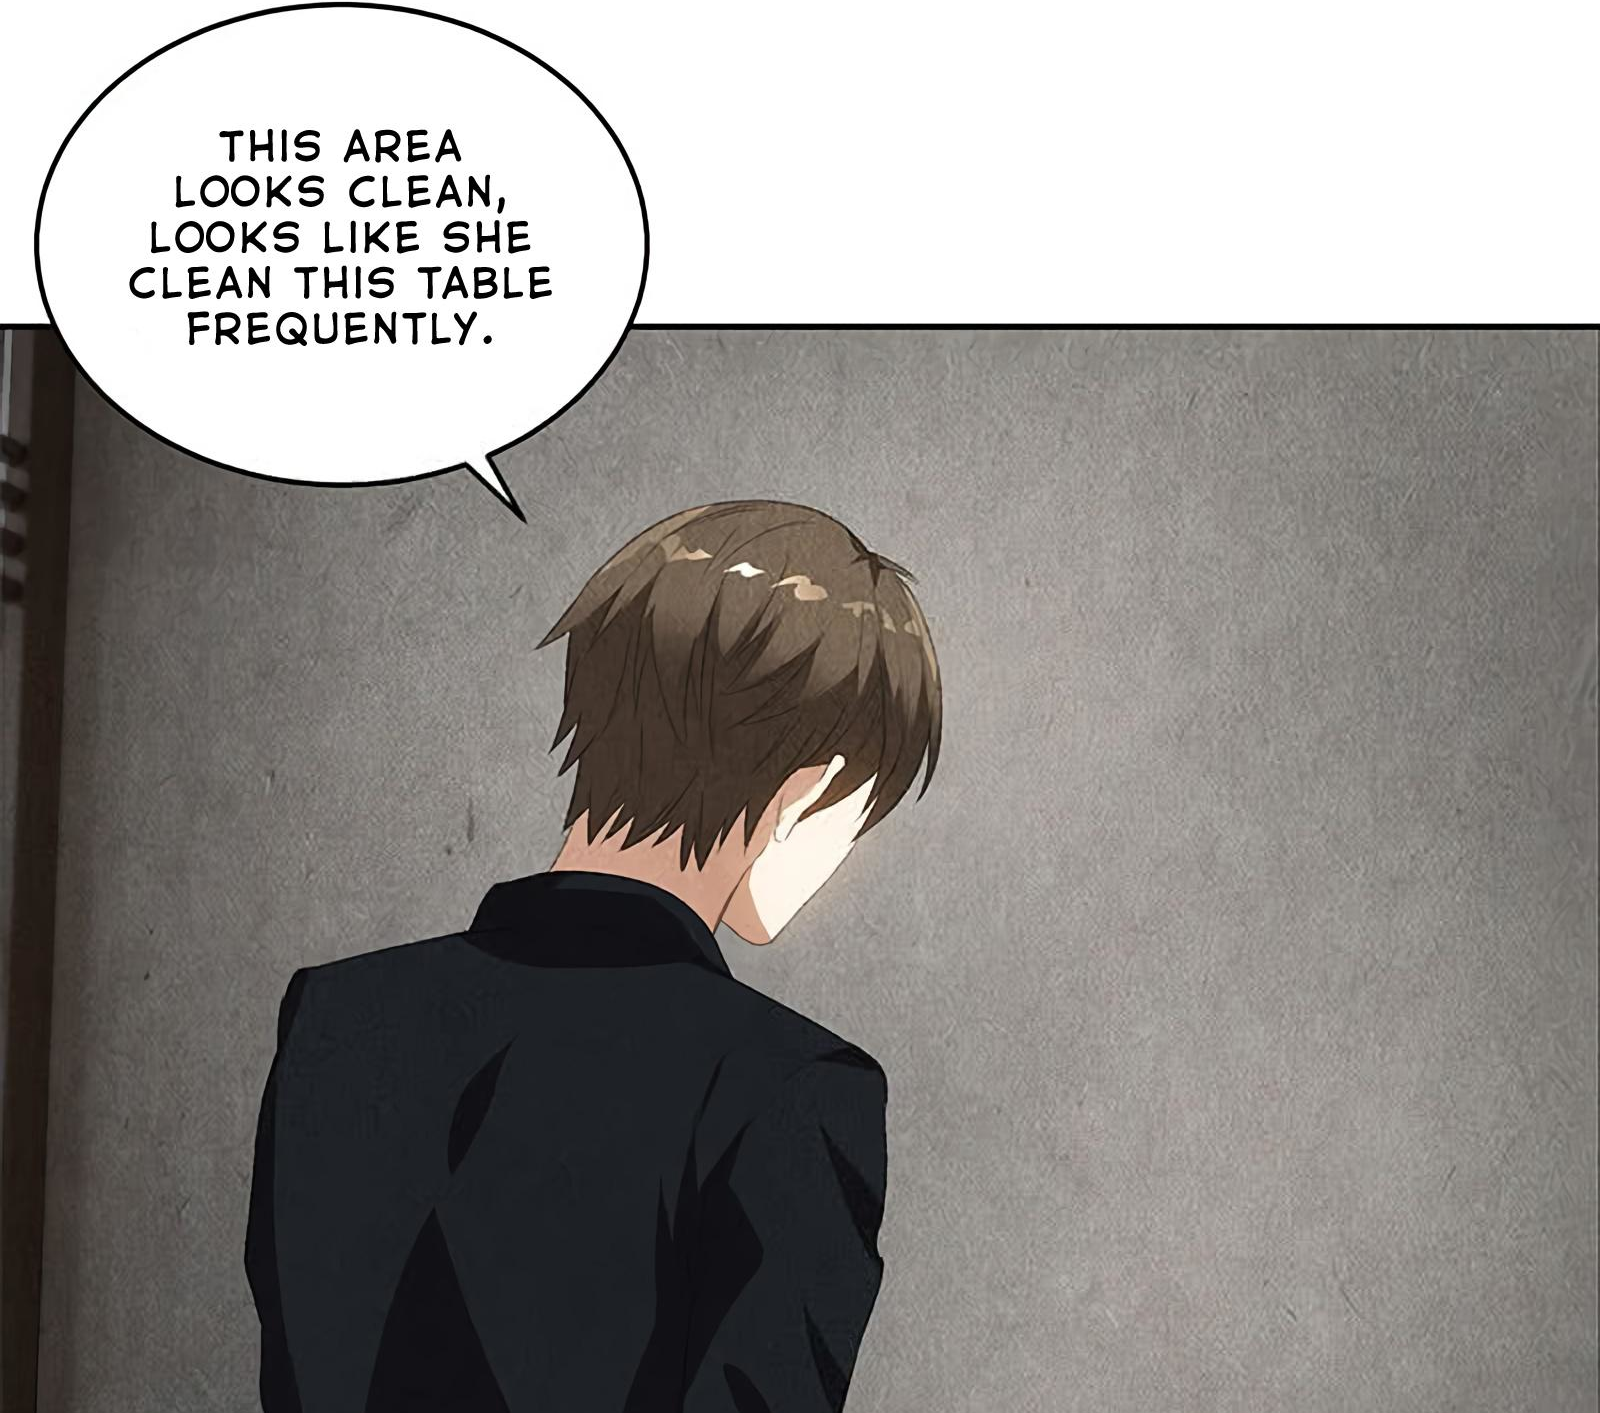 THIS AREA
LOOKS CLEAN,
LOOKS LIKE SHE
CLEAN THIS TABLE
FREQUENTLY.